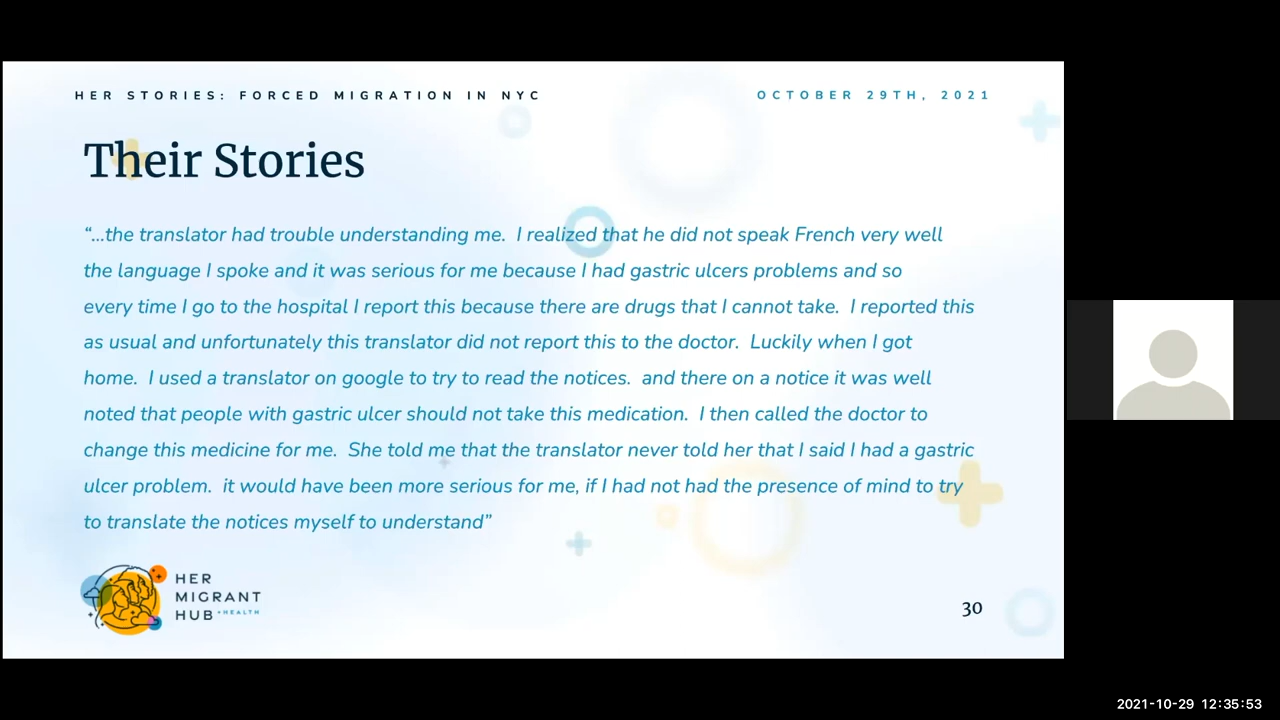 HER STORIES: FORCED MIGRATION IN NYC
OCTOBER 29TH, 2021
Their Stories
“...the translator had trouble understanding me.  I realized that he did not speak French very well
the language I spoke and it was serious for me because I had gastric ulcers problems and so
every time I go to the hospital I report this because there are drugs that I cannot take.  I reported this
as usual and unfortunately this translator did not report this to the doctor.  Luckily when I got
home.  I used a translator on google to try to read the notices.  and there on a notice it was well
noted that people with gastric ulcer should not take this medication.  I then called the doctor to
change this medicine for me.  She told me that the translator never told her that I said I had a gastric
ulcer problem.  it would have been more serious for me, if I had not had the presence of mind to try
to translate the notices myself to understand”
HER
MIGRANT
HUB +HEALTH
30
2021-10-29 12:35:53